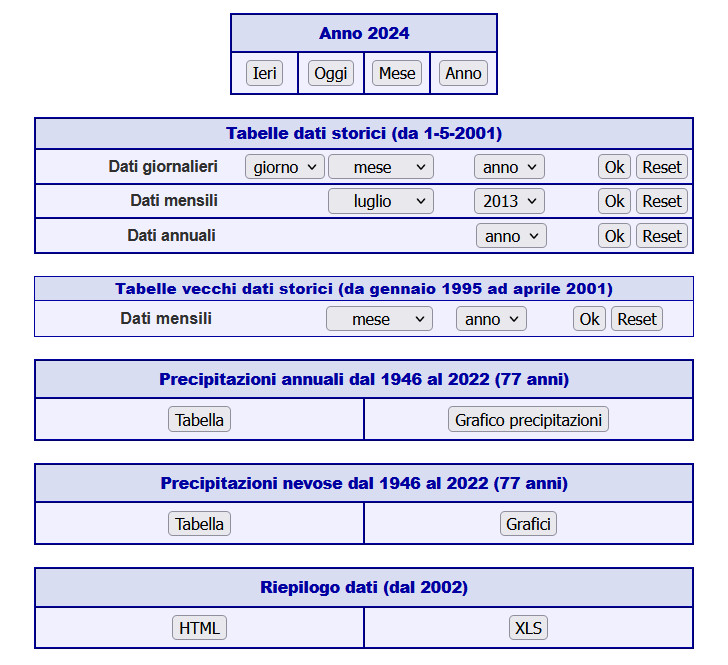 Anno 2024
Ieri Oggi Mese Anno
Tabelle dati storici (da 1-5-2001)
Dati giornalieri giorno mese anno Ok Reset
Dati mensili luglio 2013 Ok Reset
Dati annuali anno Ok Reset
Tabelle vecchi dati storici (da gennaio 1995 ad aprile 2001)
Dati mensili mese anno Ok Reset
Precipitazioni annuali dal 1946 al 2022 (77 anni)
Tabella Grafico precipitazioni
Precipitazioni nevose dal 1946 al 2022 (77 anni)
Tabella Grafici
Riepilogo dati (dal 2002)
HTML XLS